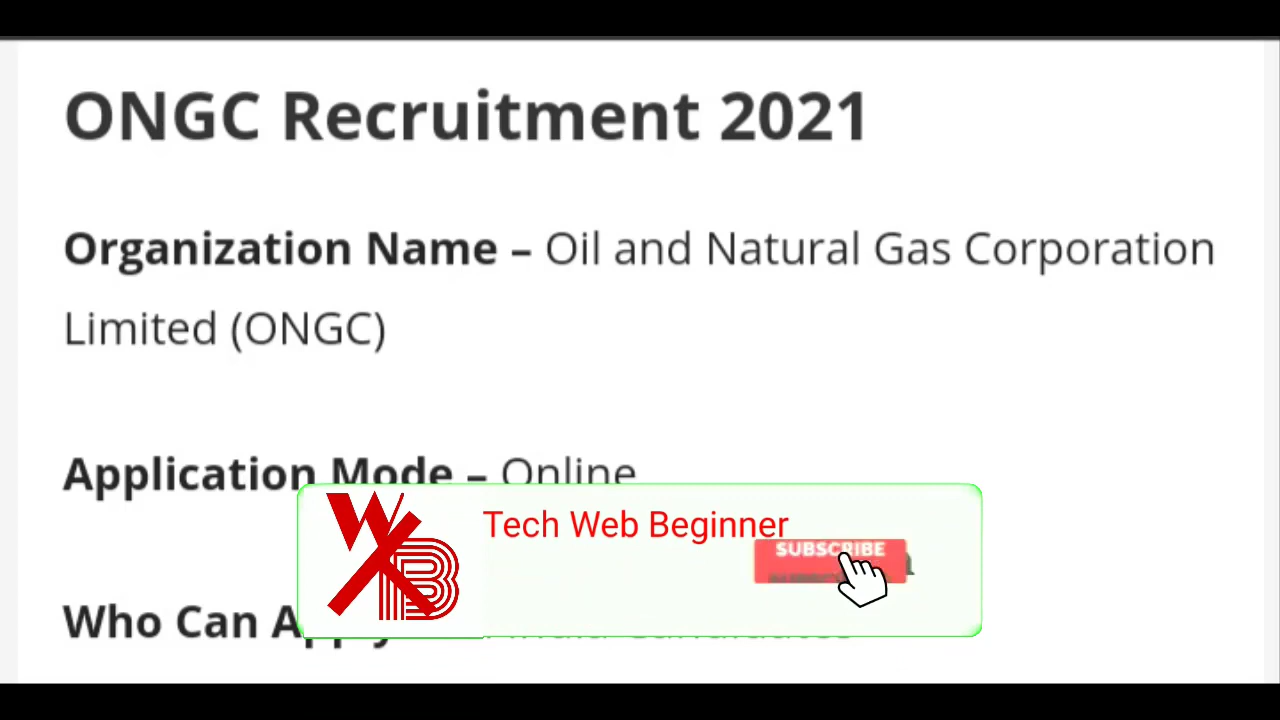 ONGC Recruitment 2021
Organization Name – Oil and Natural Gas Corporation
Limited (ONGC)
Application Mode – Online
Tech Web Beginner
SUBSCRIBE
Who Can Apply